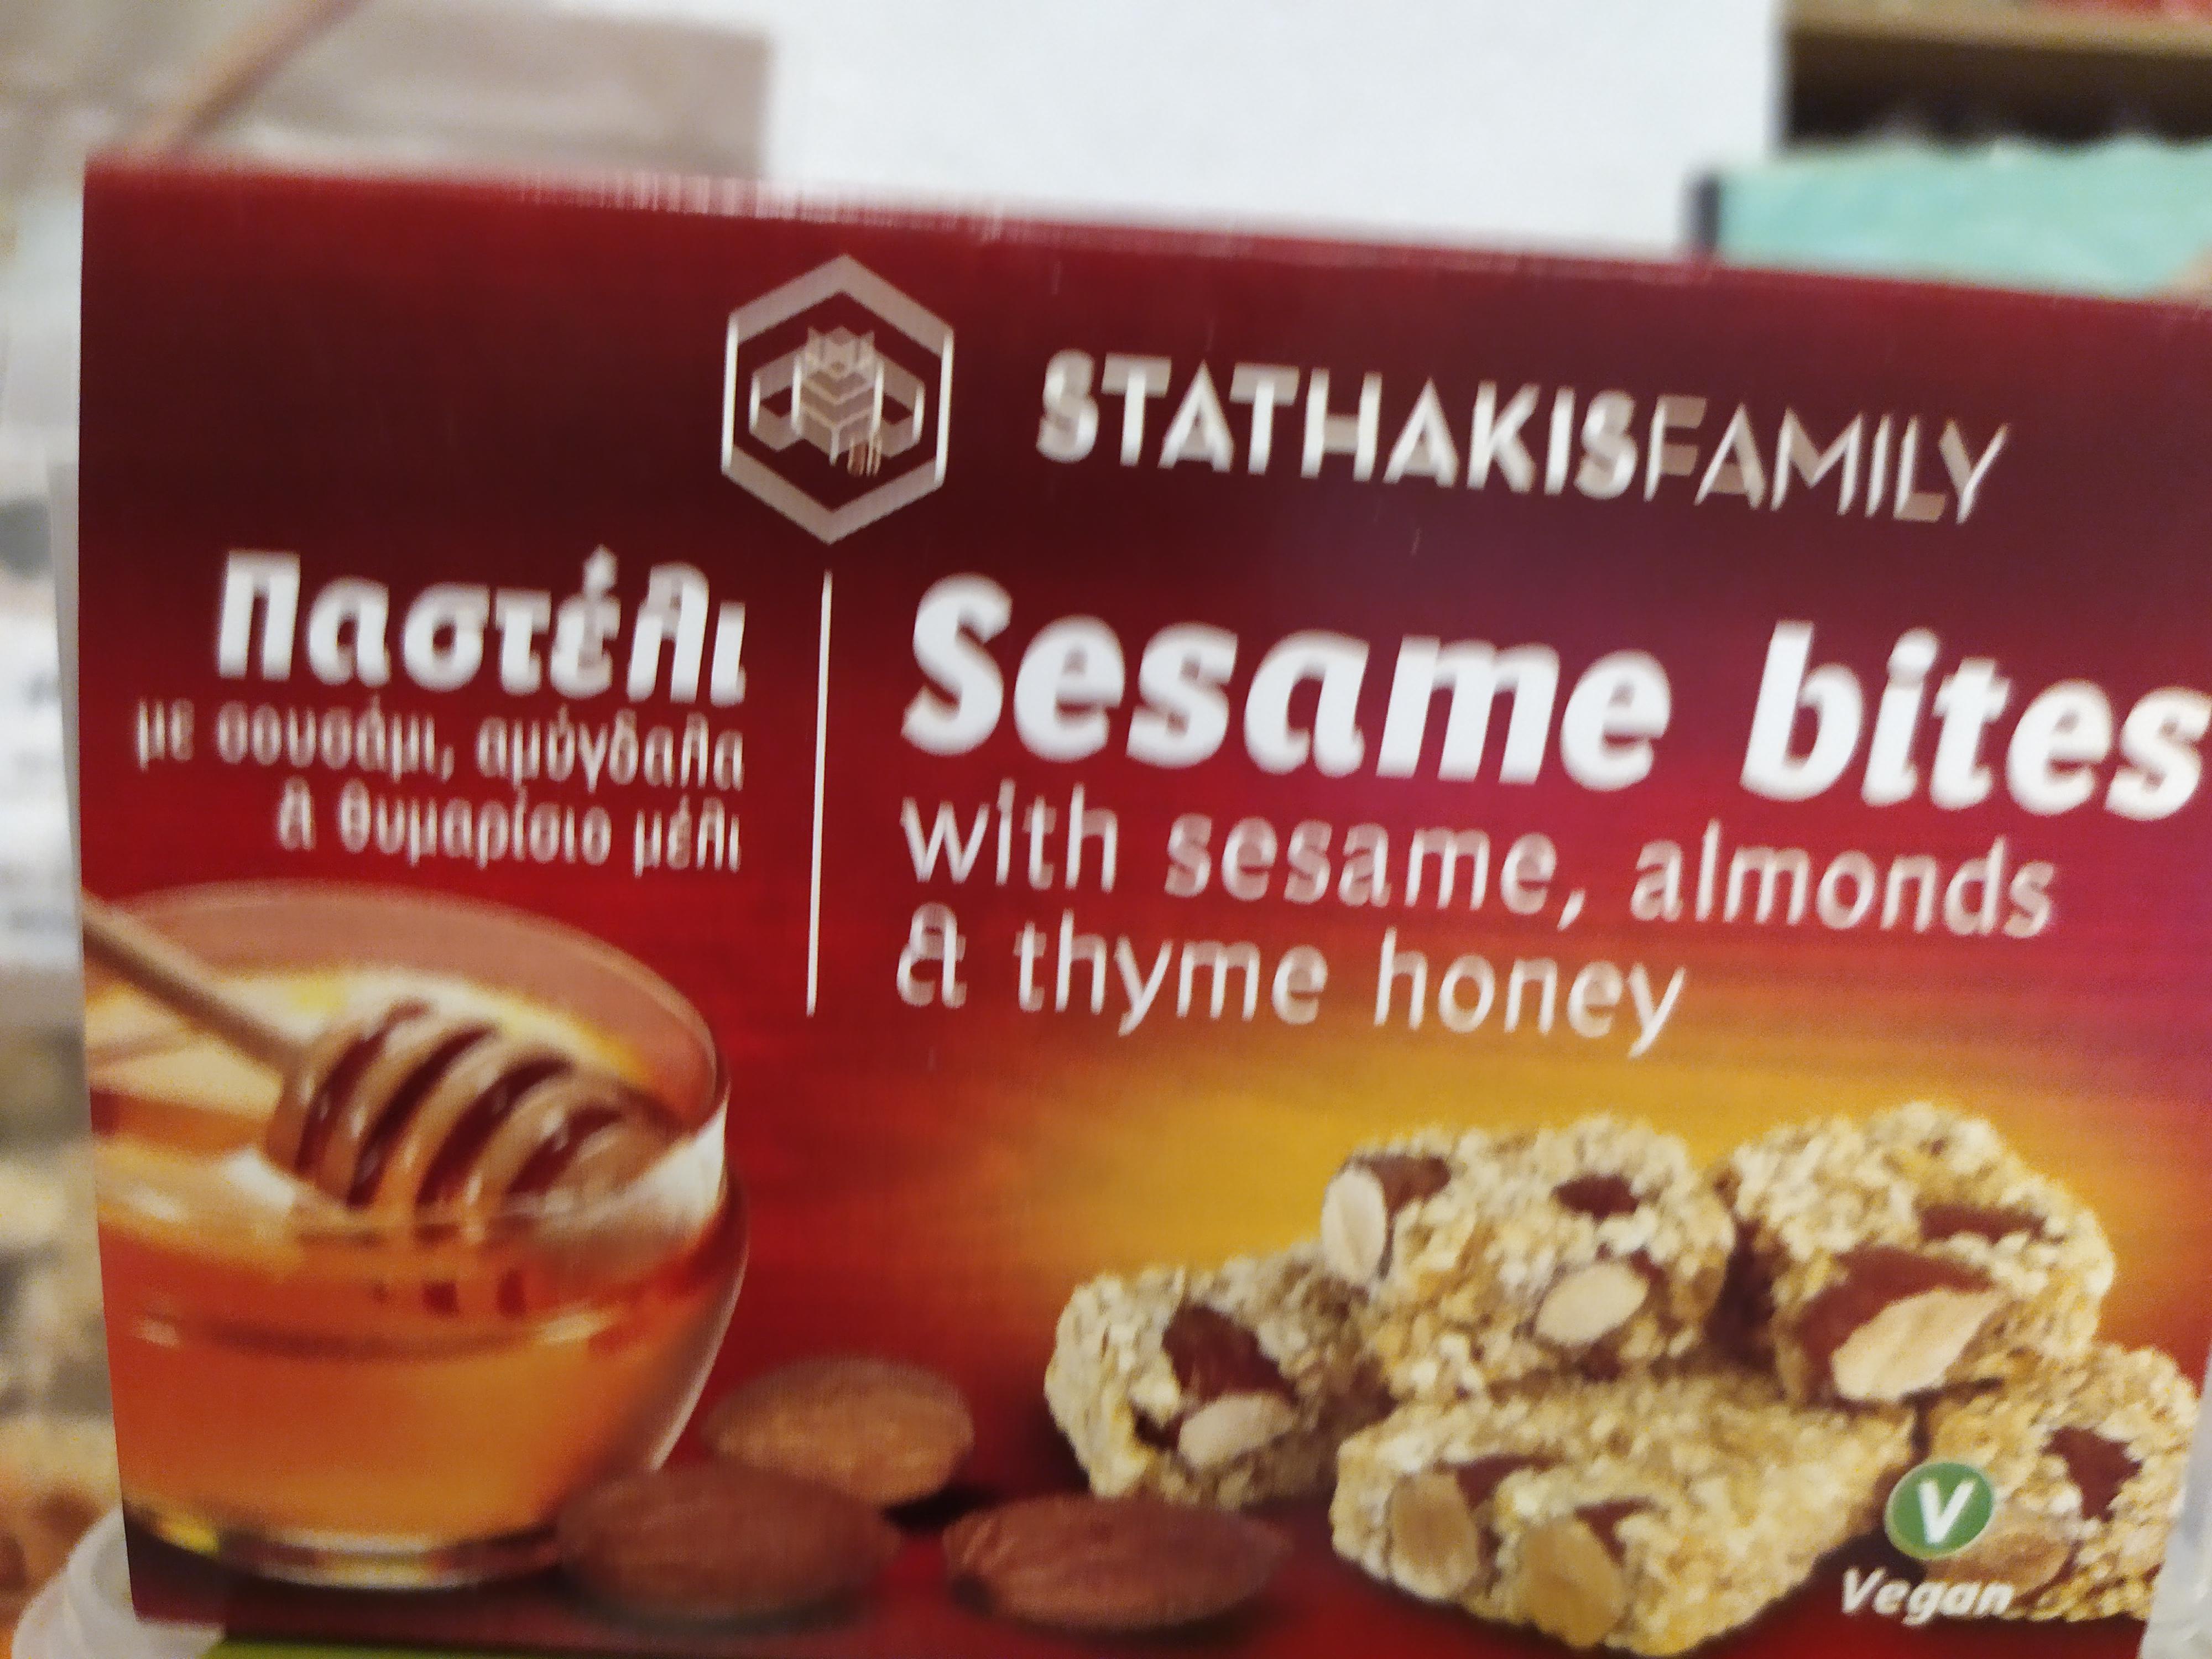 STATHAKISFAMILY
Παστέλι
με σουσάμι, αμύγδαλα
& θυμαρίσιο μέλι
Sesame bites
with sesame, almonds
& thyme honey
V
Vegan